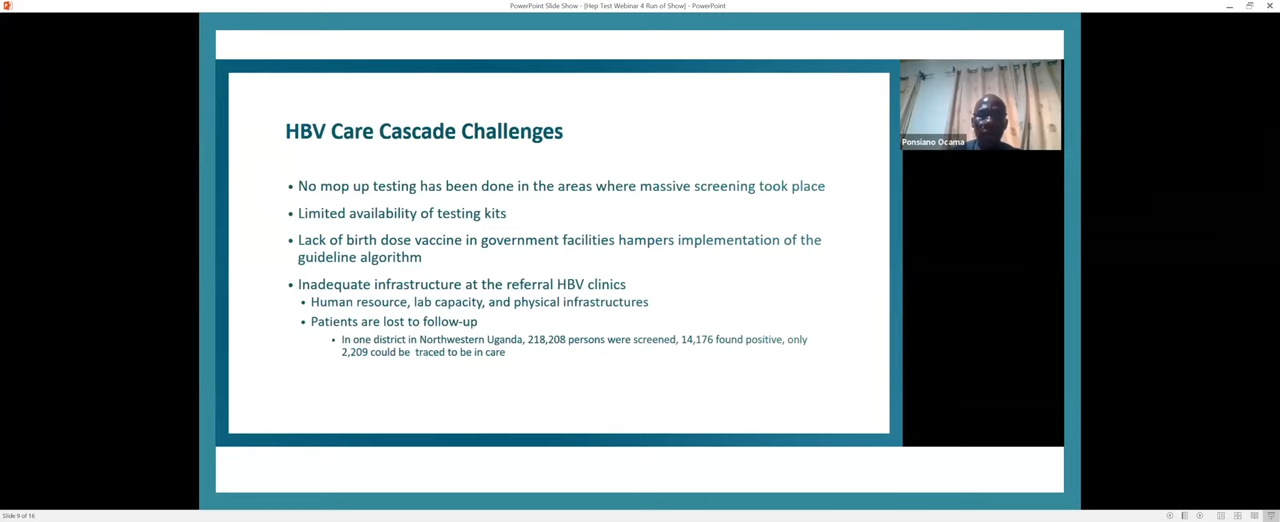 PowerPoint Slide Show - [Hep Test Webinar 4 Run of Show] - PowerPoint
HBV Care Cascade Challenges
Ponsiano Ocama
• No mop up testing has been done in the areas where massive screening took place
• Limited availability of testing kits
• Lack of birth dose vaccine in government facilities hampers implementation of the
guideline algorithm
• Inadequate infrastructure at the referral HBV clinics
• Human resource, lab capacity, and physical infrastructures
• Patients are lost to follow-up
• In one district in Northwestern Uganda, 218,208 persons were screened, 14,176 found positive, only
2,209 could be traced to be in care
Slide 9 of 16